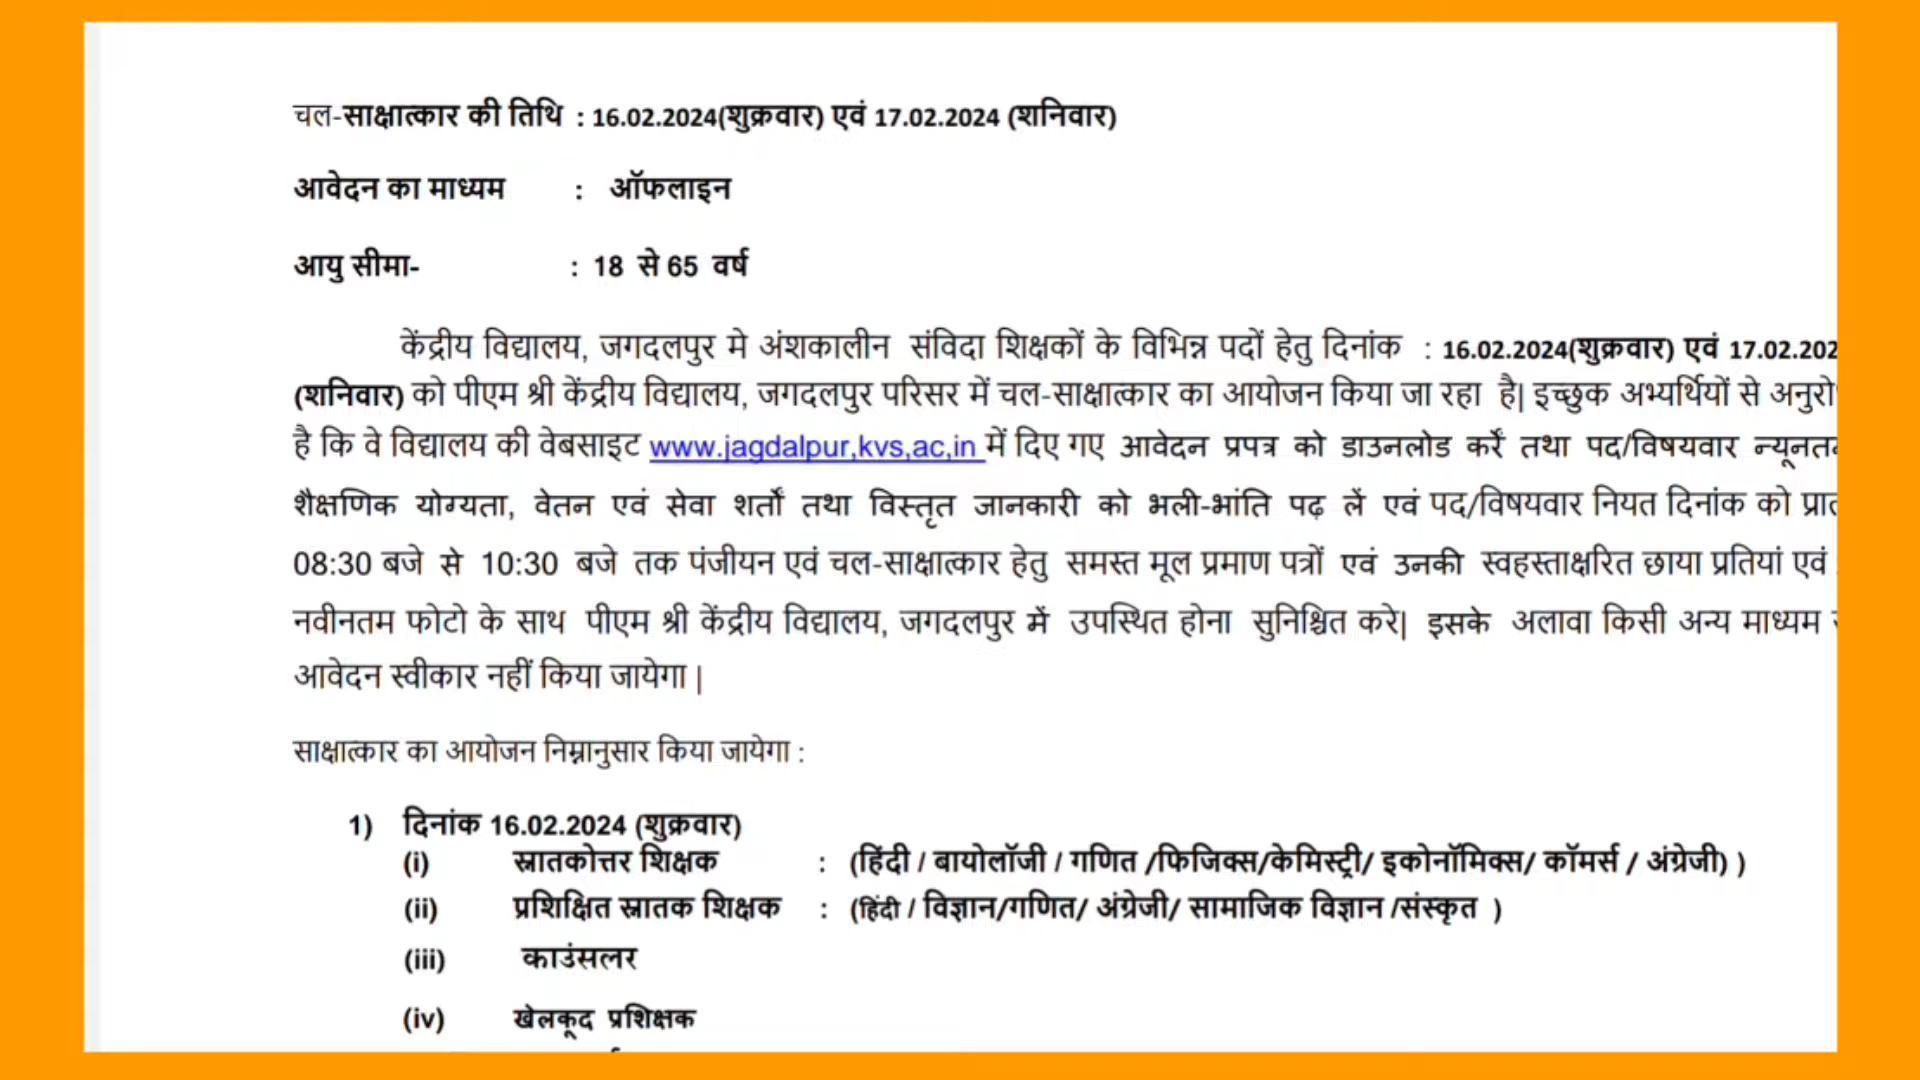 चल-साक्षात्कार की तिथि : 16.02.2024(शुक्रवार) एवं 17.02.2024 (शनिवार)
आवेदन का माध्यम : ऑफलाइन
आयु सीमा- : 18 से 65 वर्ष
केंद्रीय विद्यालय, जगदलपुर मे अंशकालीन संविदा शिक्षकों के विभिन्न पदों हेतु दिनांक : 16.02.2024(शुक्रवार) एवं 17.02.202
(शनिवार) को पीएम श्री केंद्रीय विद्यालय, जगदलपुर परिसर में चल-साक्षात्कार का आयोजन किया जा रहा है| इच्छुक अभ्यर्थियों से
है कि वे विद्यालय की वेबसाइट www.jagdalpur,kvs,ac,in में दिए गए आवेदन प्रपत्र को डाउनलोड करें तथा पद/विषयवार
शैक्षणिक योग्यता, वेतन एवं सेवा शर्तों तथा विस्तृत जानकारी को भली-भांति पढ़ लें एवं पद/विषयवार नियत दिनांक को
08:30 बजे से 10:30 बजे तक पंजीयन एवं चल-साक्षात्कार हेतु समस्त मूल प्रमाण पत्रों एवं उनकी स्वहस्ताक्षरित छाया प्रतियां एवं
नवीनतम फोटो के साथ पीएम श्री केंद्रीय विद्यालय, जगदलपुर में उपस्थित होना सुनिश्चित करे| इसके अलावा किसी अन्य माध्यम
आवेदन स्वीकार नहीं किया जायेगा |
साक्षात्कार का आयोजन निम्नानुसार किया जायेगा :
1) दिनांक 16.02.2024 (शुक्रवार)
(i) स्नातकोत्तर शिक्षक : (हिंदी / बायोलॉजी / गणित /फिजिक्स/केमिस्ट्री/ इकोनॉमिक्स/ कॉमर्स / अंग्रेजी) )
(ii) प्रशिक्षित स्नातक शिक्षक : (हिंदी / विज्ञान/गणित/ अंग्रेजी/ सामाजिक विज्ञान /संस्कृत )
(iii) काउंसलर
(iv) खेलकूद प्रशिक्षक